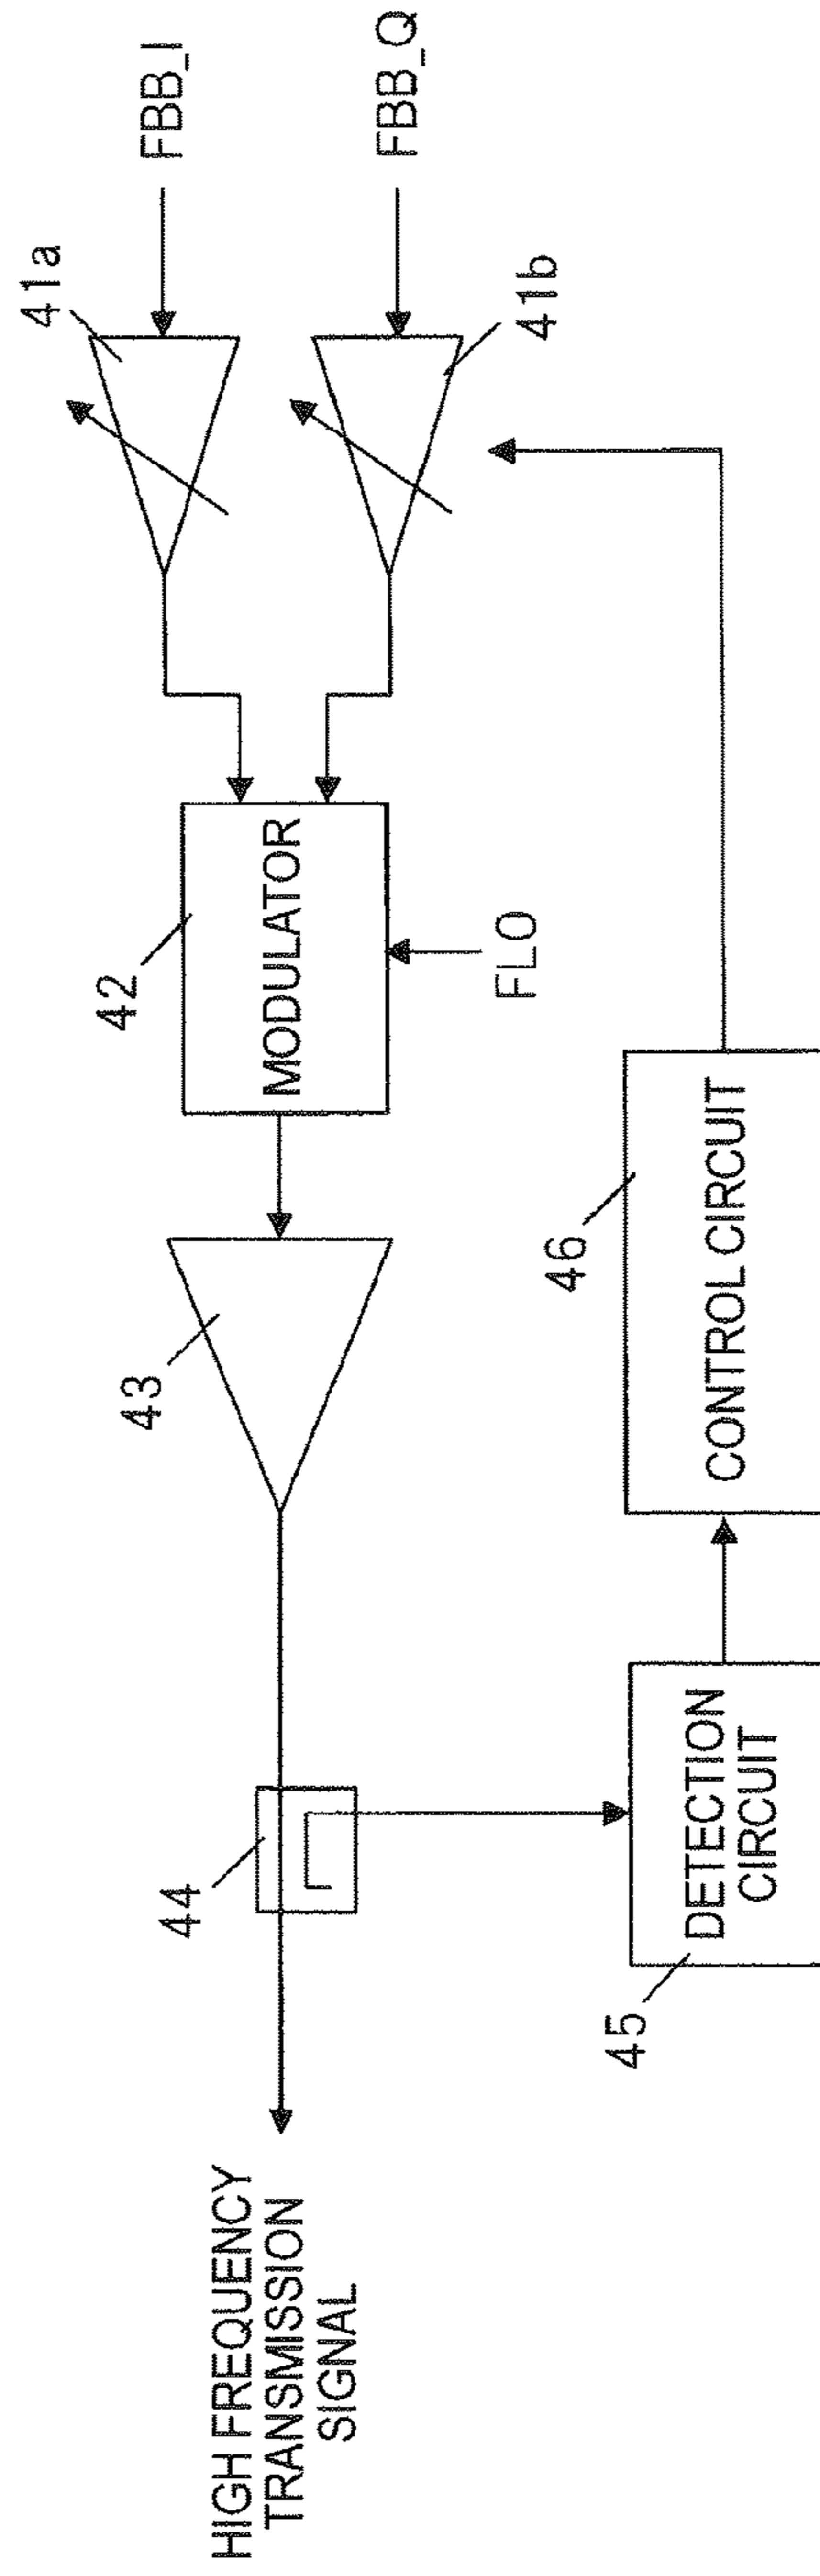 HIGH FREQUENCY
TRANSMISSION
SIGNAL
44
43
42
MODULATOR
FLO
41a
FBB_I
FBB_Q
41b
45
DETECTION
CIRCUIT
46
CONTROL CIRCUIT